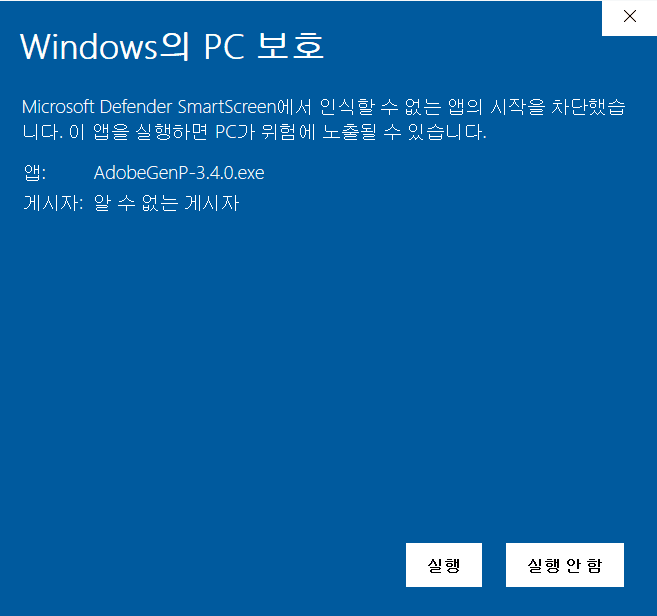 Windows의 PC 보호
Microsoft Defender SmartScreen에서 인식할 수 없는 앱의 시작을 차단했습
니다. 이 앱을 실행하면 PC가 위험에 노출될 수 있습니다.
앱: AdobeGenP-3.4.0.exe
게시자: 알 수 없는 게시자
실행 실행 안 함